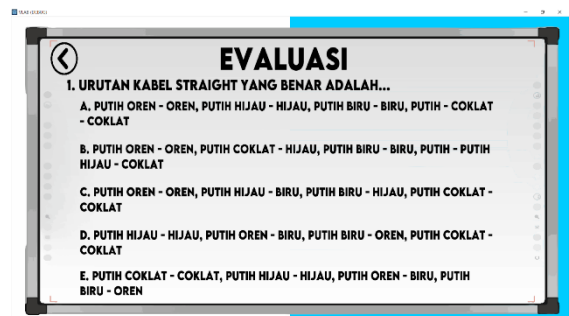 EVALUASI
1. URUTAN KABEL STRAIGHT YANG BENAR ADALAH...
A. PUTIH OREN - OREN, PUTIH HIJAU - HIJAU, PUTIH BIRU - BIRU, PUTIH - COKLAT
- COKLAT
B. PUTIH OREN - OREN, PUTIH COKLAT - HIJAU, PUTIH BIRU - BIRU, PUTIH - PUTIH
HIJAU - COKLAT
C. PUTIH OREN - OREN, PUTIH HIJAU - BIRU, PUTIH BIRU - HIJAU, PUTIH COKLAT -
COKLAT
D. PUTIH HIJAU - HIJAU, PUTIH OREN - BIRU, PUTIH BIRU - OREN, PUTIH COKLAT -
COKLAT
E. PUTIH COKLAT - COKLAT, PUTIH HIJAU - HIJAU, PUTIH OREN - BIRU, PUTIH
BIRU - OREN